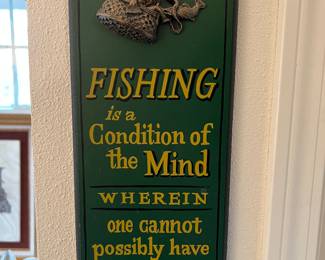 FISHING
is a
Condition of
the Mind
WHEREIN
one cannot
possibly have